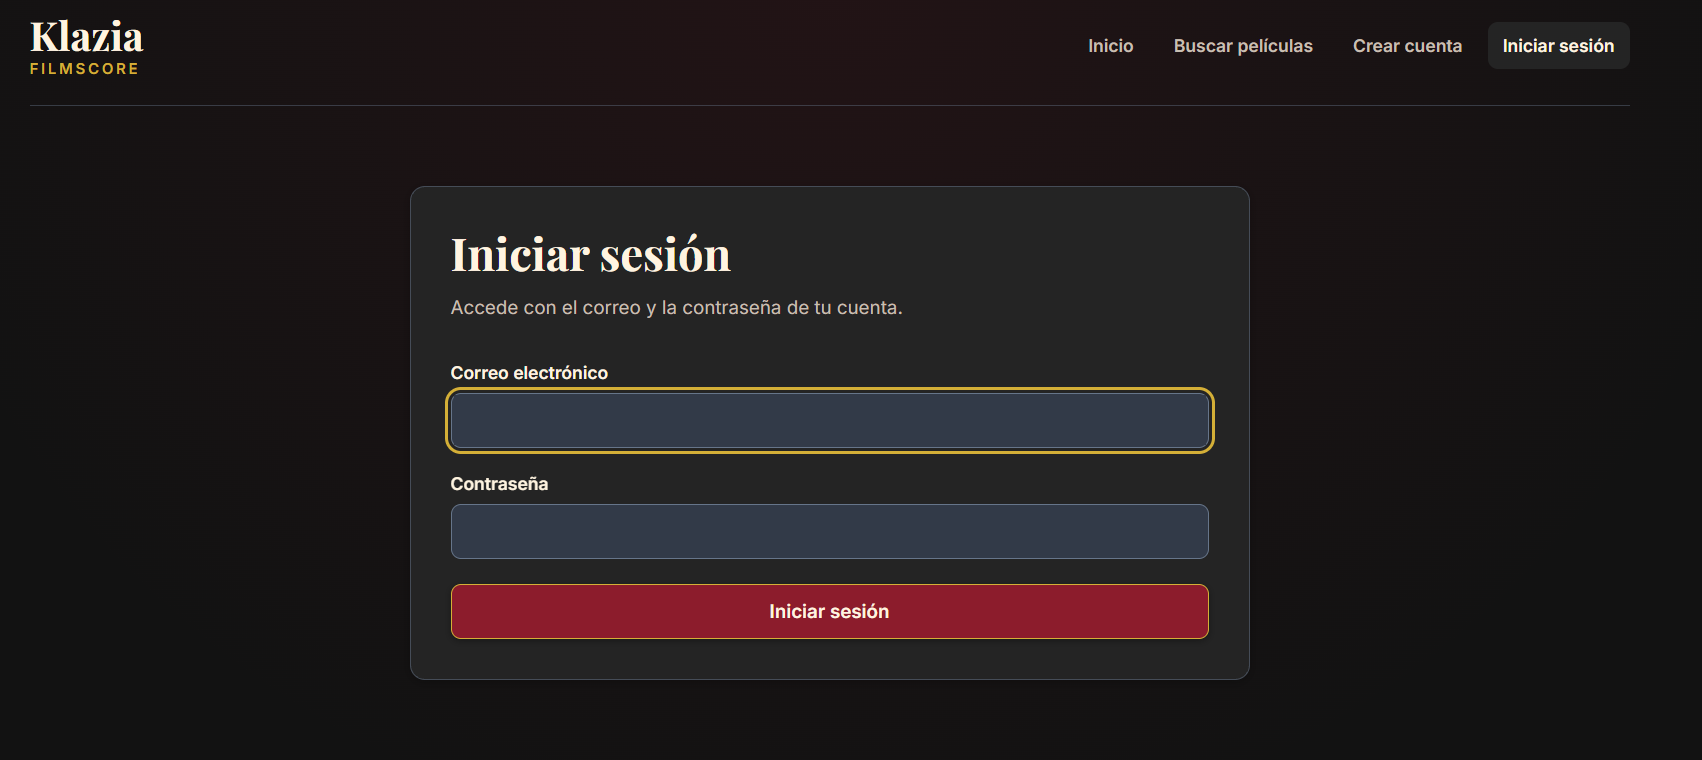 Klazia
FILMSCORE
Inicio
Buscar películas
Crear cuenta
Iniciar sesión
Iniciar sesión
Accede con el correo y la contraseña de tu cuenta.
Correo electrónico
Contraseña
Iniciar sesión